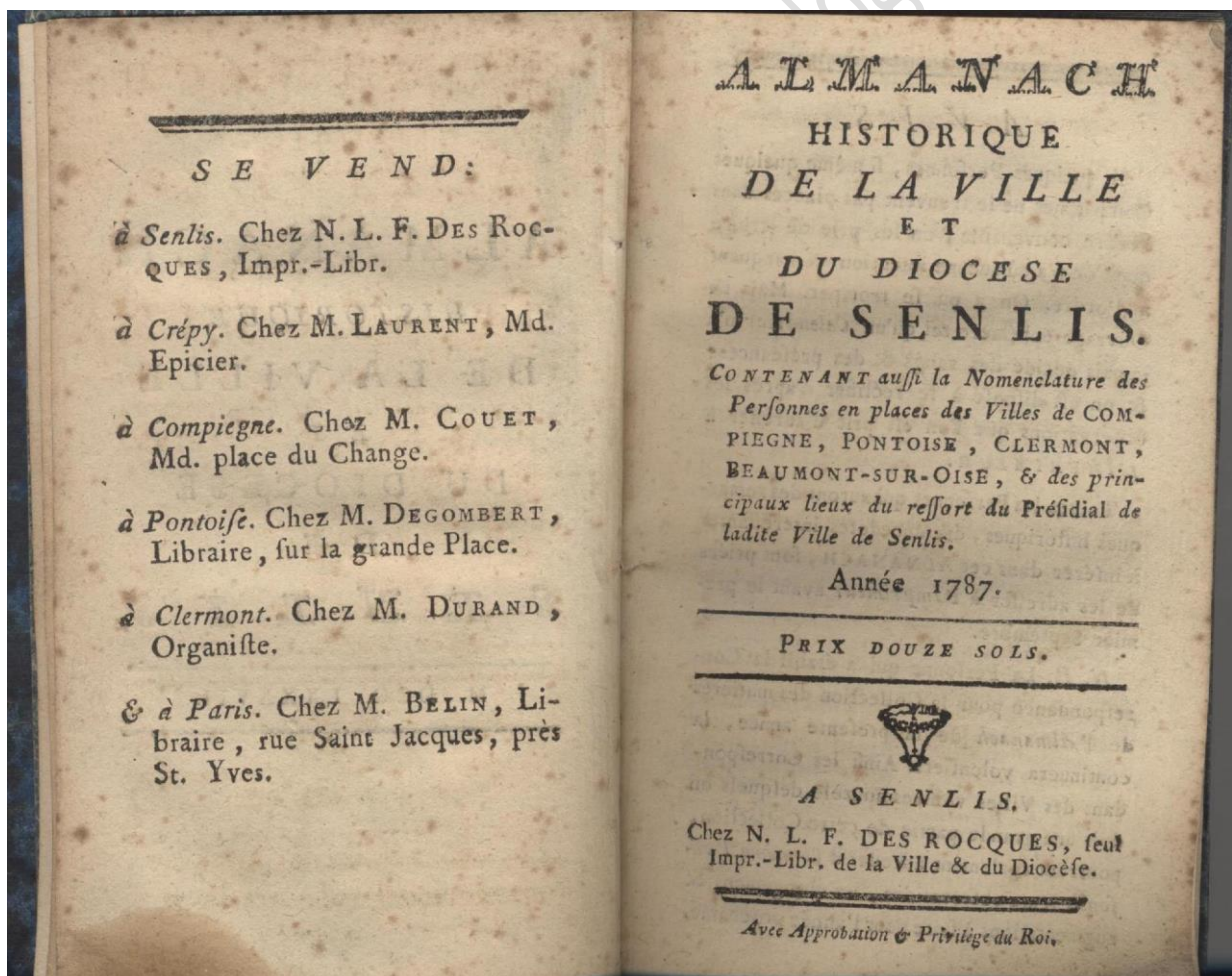 SE VEND:
à Senlis. Chez N. L. F. DES ROC-
QUES, Impr.-Libr.
à Crépy. Chez M. LAURENT, Md.
Epicier.
à Compiegne. Chez M. COUET,
Md. place du Change.
à Pontoiſe. Chez M. DEGOMBERT,
Libraire, ſur la grande Place.
à Clermont. Chez M. DURAND,
Organiſte.
& à Paris. Chez M. BELIN, Li-
braire, rue Saint Jacques, près
St. Yves.
ALMANACH
HISTORIQUE
DE LA VILLE
ET
DU DIOCESE
DE SENLIS.
CONTENANT auſſi la Nomenclature des
Perſonnes en places des Villes de COM-
PIEGNE, PONTOISE, CLERMONT,
BEAUMONT-SUR-OISE, & des prin-
cipaux lieux du reſſort du Préſidial de
ladite Ville de Senlis.
Année 1787.
PRIX DOUZE SOLS.
A SENLIS.
Chez N. L. F. DES ROCQUES, ſeul
Impr.-Libr. de la Ville & du Diocèſe.
Avec Approbation & Privilège du Roi.